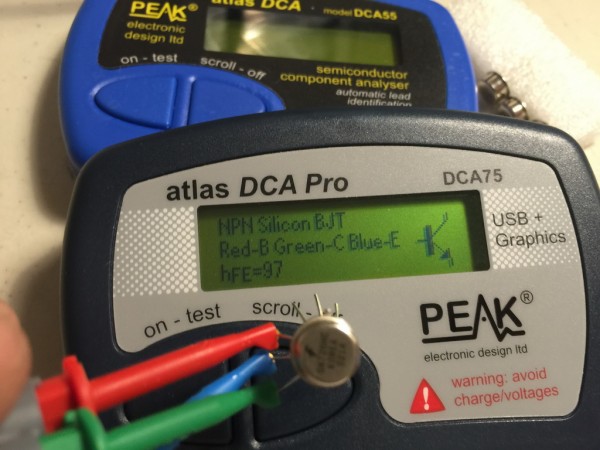 PEAK®
electronic
design ltd
atlas DCA
model DCA55
on - test
scroll - off
semiconductor
component analyser
automatic lead
identification
atlas DCA Pro
DCA75
NPN Silicon BJT
Red-B Green-C Blue-E
hFE=97
USB +
Graphics
on - test
scroll -
PEAK®
electronic design ltd
warning: avoid
charge/voltages